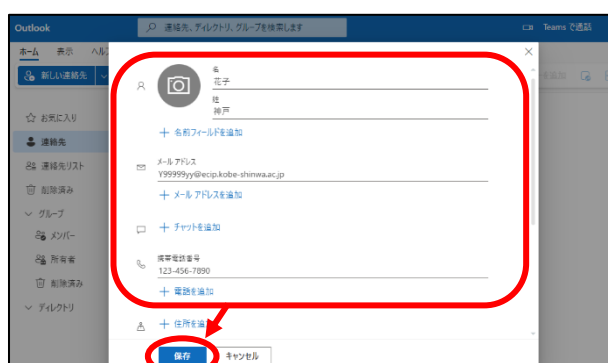 Outlook
連絡先、ディレクトリ、グループを検索します
Teams で通話
ホーム 表示 ヘル
新しい連絡先
お気に入り
連絡先
連絡先リスト
削除済み
グループ
メンバー
所有者
削除済み
ディレクトリ
名
花子
姓
神戸
名前フィールドを追加
メール アドレス
Y99999yy@ecip.kobe-shinwa.ac.jp
メール アドレスを追加
チャットを追加
携帯電話番号
123-456-7890
電話を追加
住所を追
保存
キャンセル